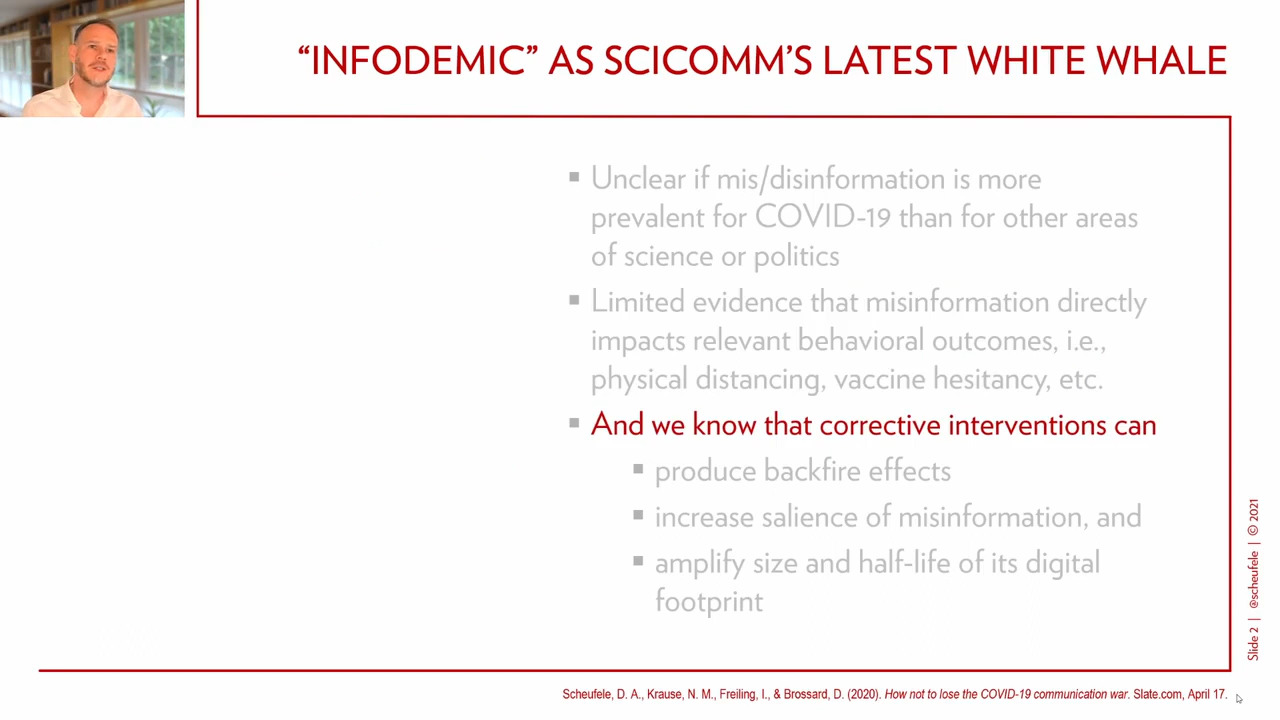 “INFODEMIC” AS SCICOMM’S LATEST WHITE WHALE
▪ Unclear if mis/disinformation is more
prevalent for COVID-19 than for other areas
of science or politics
▪ Limited evidence that misinformation directly
impacts relevant behavioral outcomes, i.e.,
physical distancing, vaccine hesitancy, etc.
▪ And we know that corrective interventions can
▪ produce backfire effects
▪ increase salience of misinformation, and
▪ amplify size and half-life of its digital
footprint
Slide 2 | @scheufele | © 2021
Scheufele, D. A., Krause, N. M., Freiling, I., & Brossard, D. (2020). How not to lose the COVID-19 communication war. Slate.com, April 17.